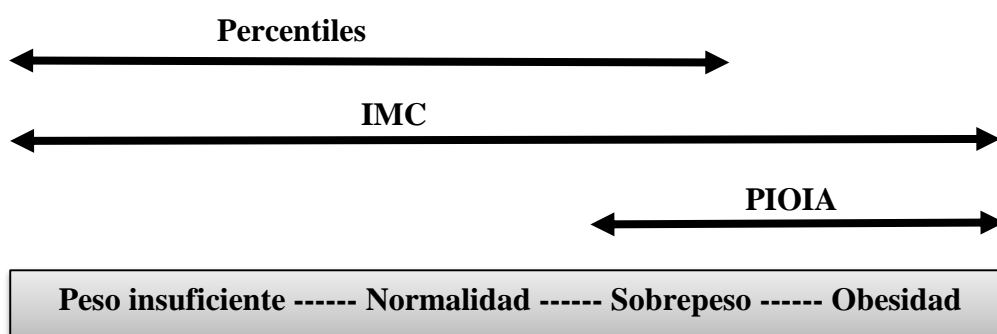 Percentiles
IMC
PIOIA
Peso insuficiente ------ Normalidad ------ Sobrepeso ------ Obesidad